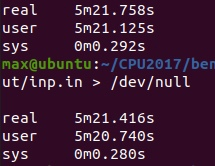 real 5m21.758s
user 5m21.125s
sys 0m0.292s
max@ubuntu:~/CPU2017/ben
ut/inp.in > /dev/null
real 5m21.416s
user 5m20.740s
sys 0m0.280s